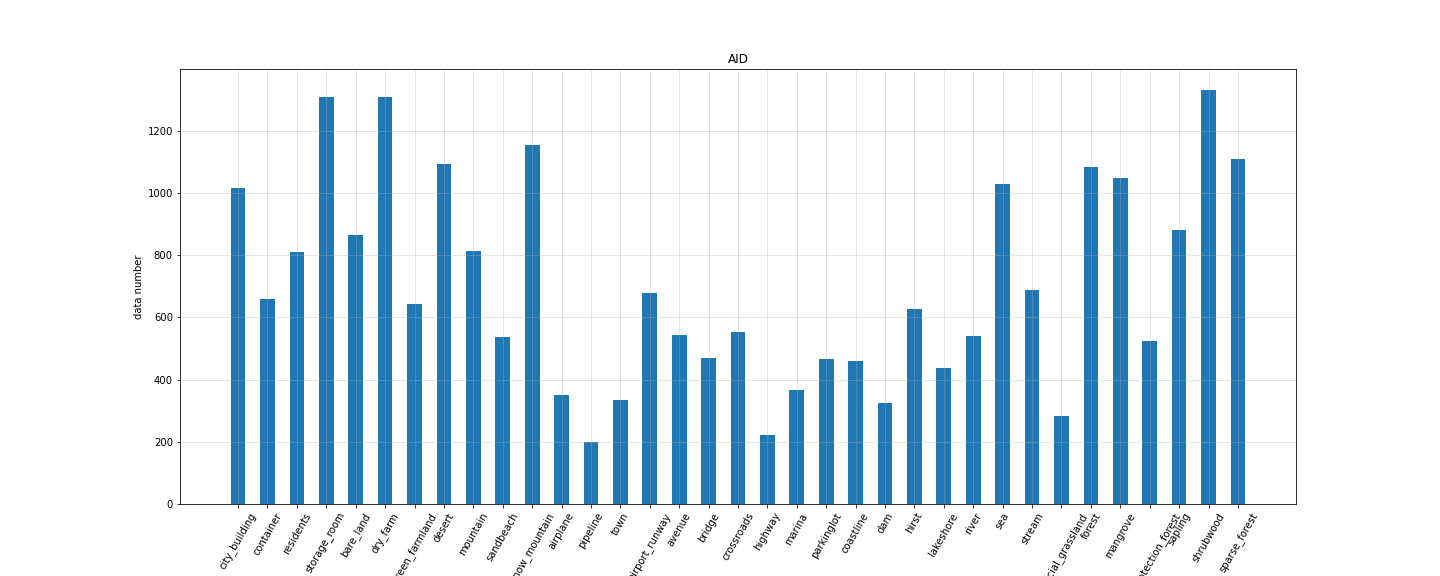 AID
data number
1200
1000
800
600
400
200
0
city_building
container
residents
storage_room
bare_land
dry_farm
reen_farmland
desert
mountain
sandbeach
now_mountain
airplane
pipeline
town
airport_runway
avenue
bridge
crossroads
highway
marina
parkinglot
coastline
dam
hirst
lakeshore
river
sea
stream
cial_grassland
forest
mangrove
tection_forest
sapling
shrubwood
sparse_forest